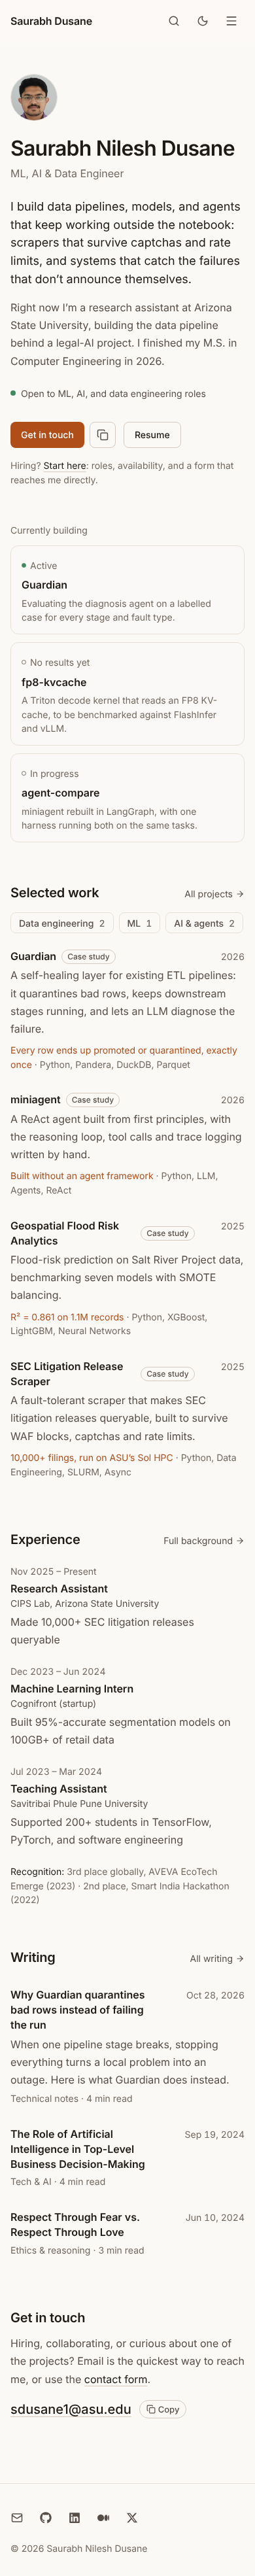 Saurabh Dusane
Saurabh Nilesh Dusane
ML, AI & Data Engineer
I build data pipelines, models, and agents
that keep working outside the notebook:
scrapers that survive captchas and rate
limits, and systems that catch the failures
that don’t announce themselves.
Right now I’m a research assistant at Arizona
State University, building the data pipeline
behind a legal-AI project. I finished my M.S. in
Computer Engineering in 2026.
Open to ML, AI, and data engineering roles
Get in touch
Resume
Hiring? Start here: roles, availability, and a form that
reaches me directly.
Currently building
Active
Guardian
Evaluating the diagnosis agent on a labelled
case for every stage and fault type.
No results yet
fp8-kvcache
A Triton decode kernel that reads an FP8 KV-
cache, to be benchmarked against FlashInfer
and vLLM.
In progress
agent-compare
miniagent rebuilt in LangGraph, with one
harness running both on the same tasks.
Selected work
All projects →
Data engineering 2
ML 1
AI & agents 2
Guardian Case study 2026
A self-healing layer for existing ETL pipelines:
it quarantines bad rows, keeps downstream
stages running, and lets an LLM diagnose the
failure.
Every row ends up promoted or quarantined, exactly
once · Python, Pandera, DuckDB, Parquet
miniagent Case study 2026
A ReAct agent built from first principles, with
the reasoning loop, tool calls and trace logging
written by hand.
Built without an agent framework · Python, LLM,
Agents, ReAct
Geospatial Flood Risk
Analytics
Case study
2025
Flood-risk prediction on Salt River Project data,
benchmarking seven models with SMOTE
balancing.
R² = 0.861 on 1.1M records · Python, XGBoost,
LightGBM, Neural Networks
SEC Litigation Release
Scraper
Case study
2025
A fault-tolerant scraper that makes SEC
litigation releases queryable, built to survive
WAF blocks, captchas and rate limits.
10,000+ filings, run on ASU’s Sol HPC · Python, Data
Engineering, SLURM, Async
Experience
Full background →
Nov 2025 – Present
Research Assistant
CIPS Lab, Arizona State University
Made 10,000+ SEC litigation releases
queryable
Dec 2023 – Jun 2024
Machine Learning Intern
Cognifront (startup)
Built 95%-accurate segmentation models on
100GB+ of retail data
Jul 2023 – Mar 2024
Teaching Assistant
Savitribai Phule Pune University
Supported 200+ students in TensorFlow,
PyTorch, and software engineering
Recognition: 3rd place globally, AVEVA EcoTech
Emerge (2023) · 2nd place, Smart India Hackathon
(2022)
Writing
All writing →
Why Guardian quarantines
bad rows instead of failing
the run
Oct 28, 2026
When one pipeline stage breaks, stopping
everything turns a local problem into an
outage. Here is what Guardian does instead.
Technical notes · 4 min read
The Role of Artificial
Intelligence in Top-Level
Business Decision-Making
Sep 19, 2024
Tech & AI · 4 min read
Respect Through Fear vs.
Respect Through Love
Jun 10, 2024
Ethics & reasoning · 3 min read
Get in touch
Hiring, collaborating, or curious about one of
the projects? Email is the quickest way to reach
me, or use the contact form.
sdusane1@asu.edu
Copy
© 2026 Saurabh Nilesh Dusane